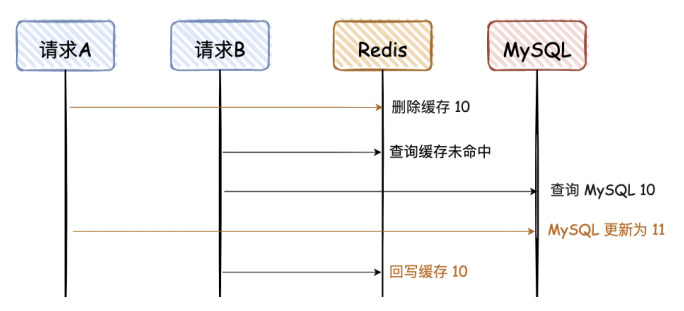 请求A
请求B
Redis
MySQL
删除缓存 10
查询缓存未命中
查询 MySQL 10
MySQL 更新为 11
回写缓存 10